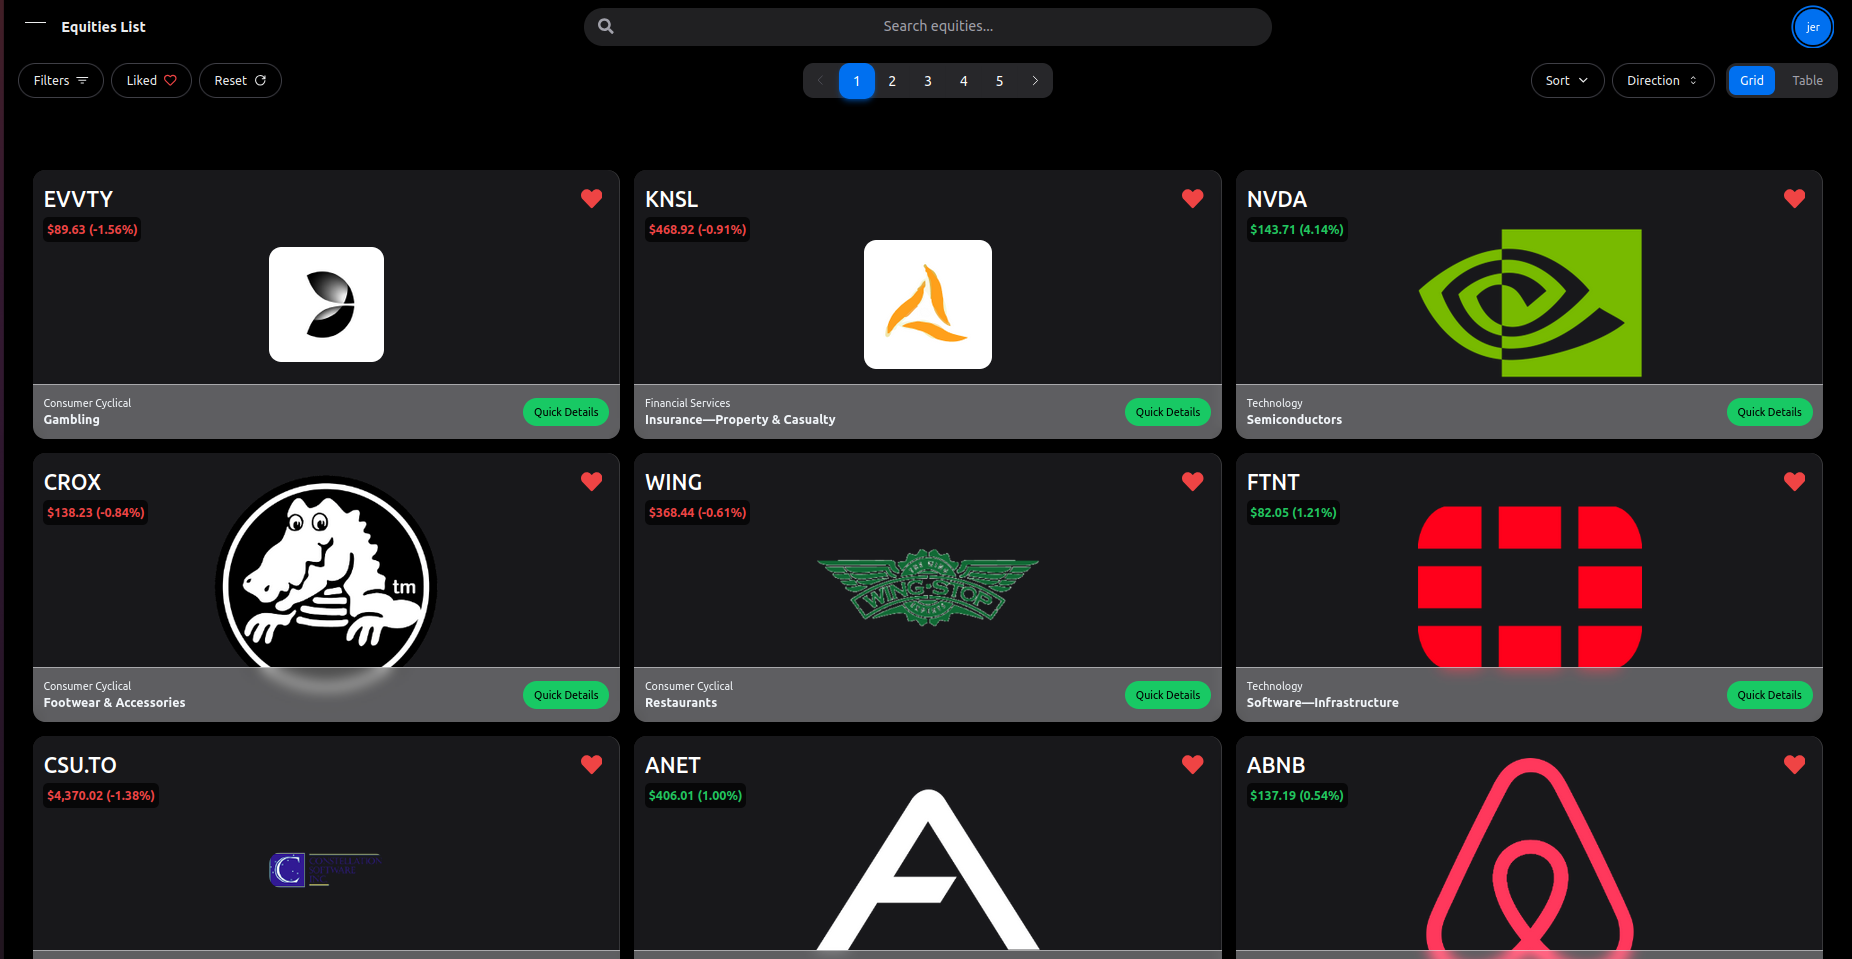 Equities List
Search equities...
jer
Filters
Liked
Reset
1 2 3 4 5
Sort
Direction
Grid
Table
EVVTY
$89.63 (-1.56%)
Consumer Cyclical
Gambling
Quick Details
KNSL
$468.92 (-0.91%)
Financial Services
Insurance—Property & Casualty
Quick Details
NVDA
$143.71 (4.14%)
Technology
Semiconductors
Quick Details
CROX
$138.23 (-0.84%)
tm
Consumer Cyclical
Footwear & Accessories
Quick Details
WING
$368.44 (-0.61%)
WING·STOP
Consumer Cyclical
Restaurants
Quick Details
FTNT
$82.05 (1.21%)
Technology
Software—Infrastructure
Quick Details
CSU.TO
$4,370.02 (-1.38%)
C
CONSTELLATION
SOFTWARE
ANET
$406.01 (1.00%)
ABNB
$137.19 (0.54%)